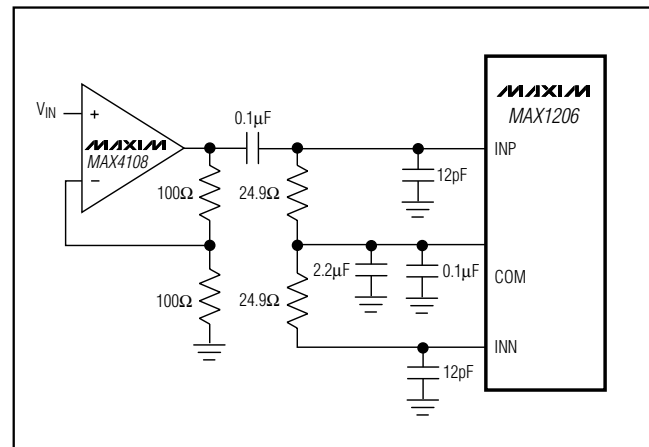 VIN
+
MAXIM
MAX4108
−
0.1µF
100Ω
100Ω
24.9Ω
24.9Ω
2.2µF
0.1µF
12pF
12pF
MAXIM
MAX1206
INP
COM
INN